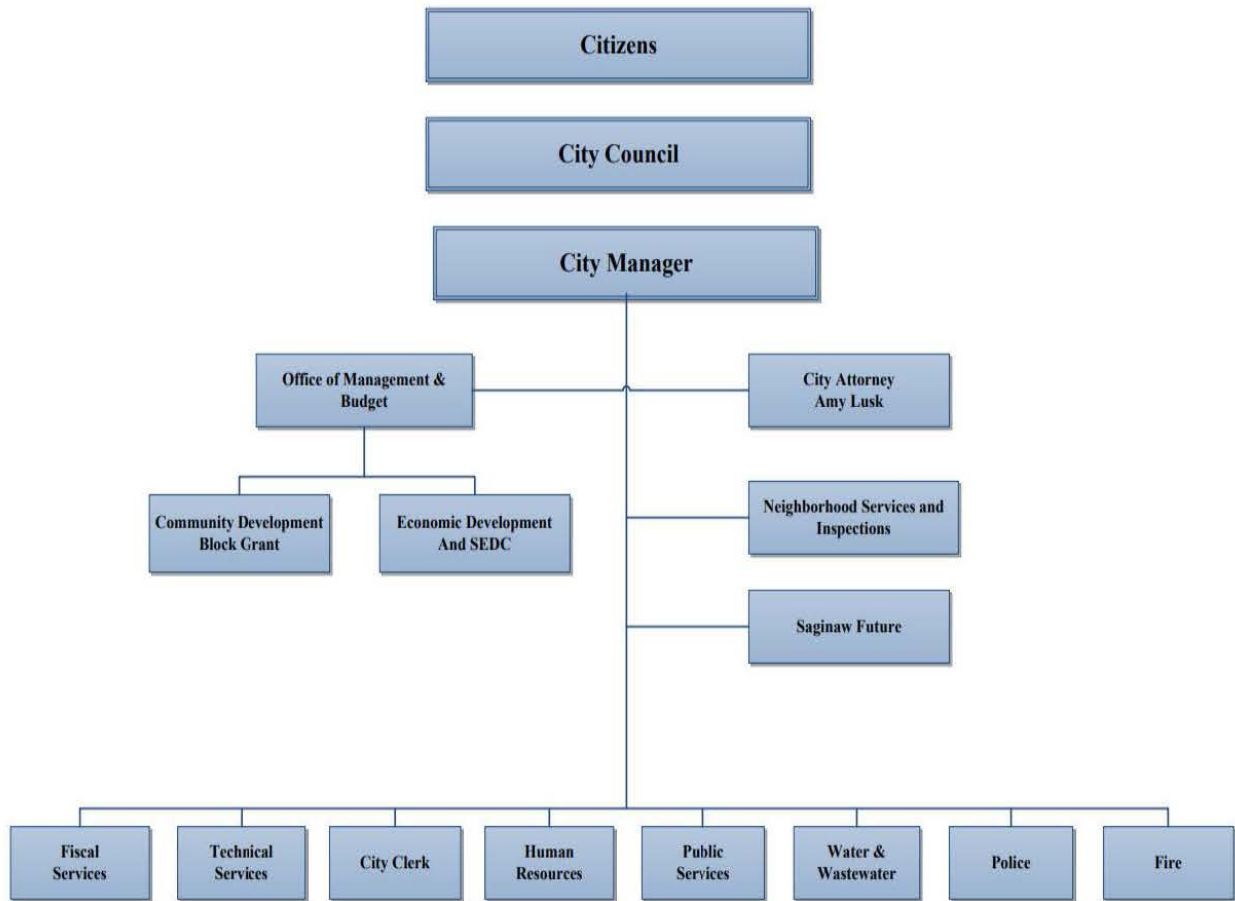 Citizens
City Council
City Manager
Office of Management &
Budget
City Attorney
Amy Lusk
Community Development
Block Grant
Economic Development
And SEDC
Neighborhood Services and
Inspections
Saginaw Future
Fiscal
Services
Technical
Services
City Clerk
Human
Resources
Public
Services
Water &
Wastewater
Police
Fire